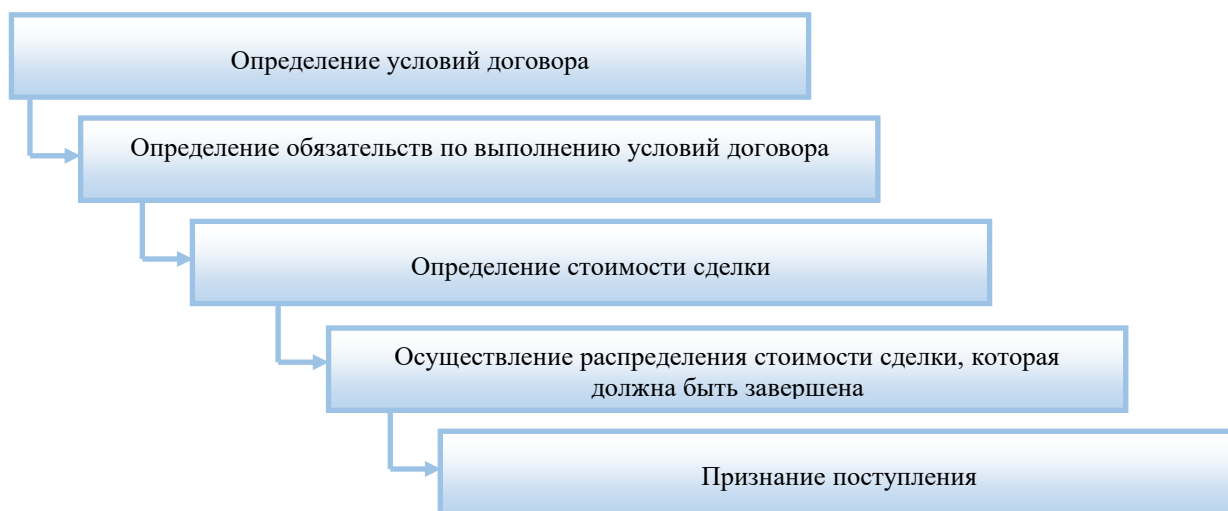 Определение условий договора
Определение обязательств по выполнению условий договора
Определение стоимости сделки
Осуществление распределения стоимости сделки, которая
должна быть завершена
Признание поступления